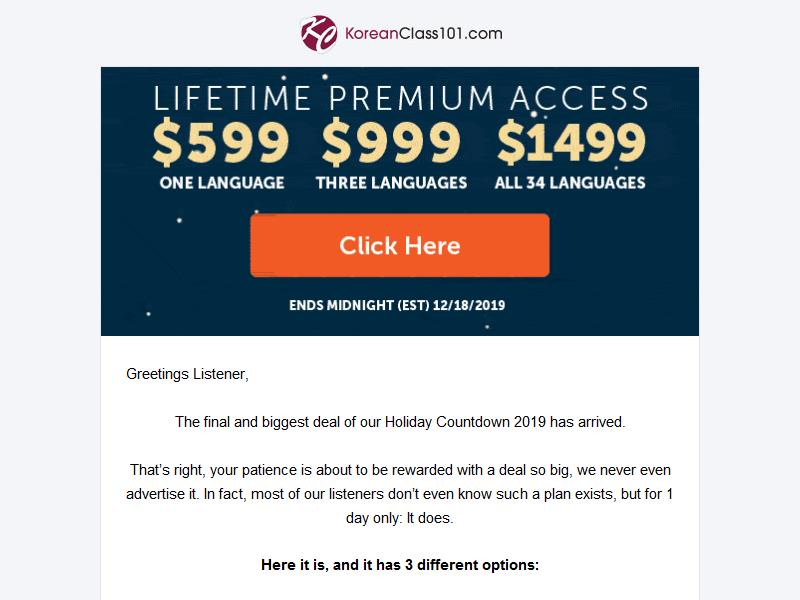 KoreanClass101.com
LIFETIME PREMIUM ACCESS
$599 $999 $1499
ONE LANGUAGE THREE LANGUAGES ALL 34 LANGUAGES
Click Here
ENDS MIDNIGHT (EST) 12/18/2019
Greetings Listener,
The final and biggest deal of our Holiday Countdown 2019 has arrived.
That’s right, your patience is about to be rewarded with a deal so big, we never even
advertise it. In fact, most of our listeners don’t even know such a plan exists, but for 1
day only: It does.
Here it is, and it has 3 different options: